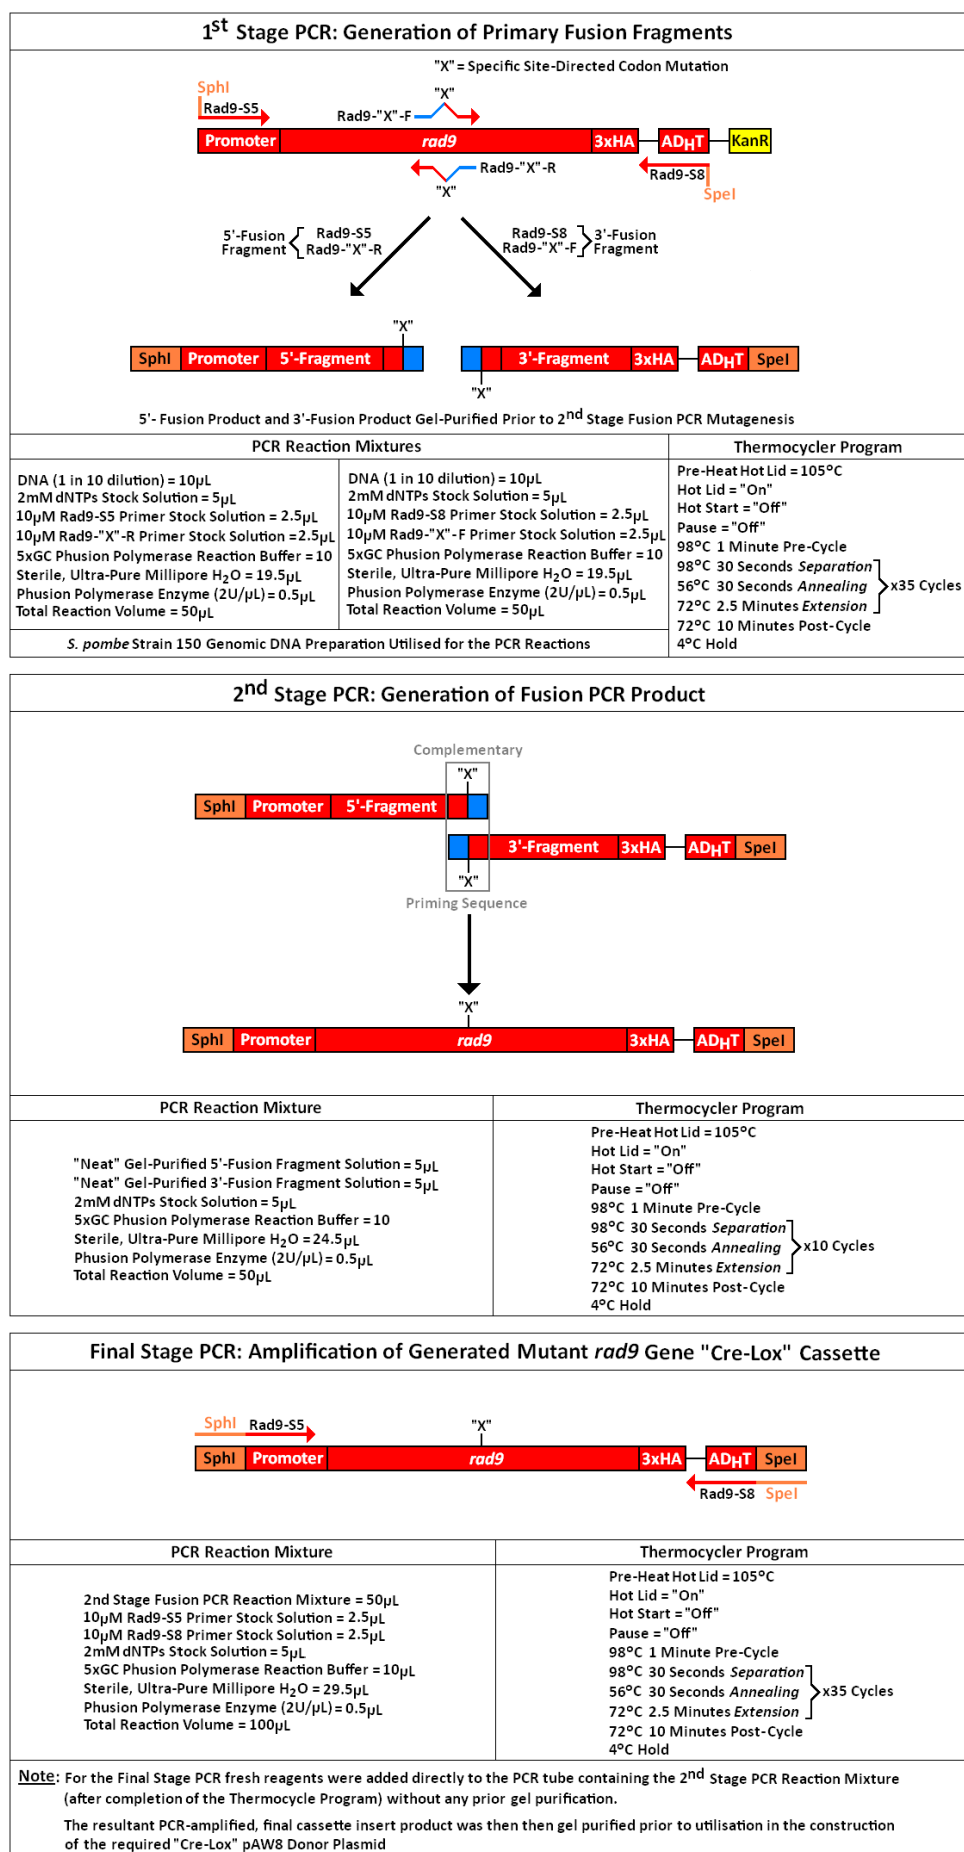 1st Stage PCR: Generation of Primary Fusion Fragments
"X" = Specific Site-Directed Codon Mutation
SphI
Rad9-S5
"X"
Rad9-"X"-F
Promoter
rad9
3xHA
ADHT
KanR
Rad9-"X"-R
"X"
Rad9-S8
SpeI
5'-Fusion
Fragment
Rad9-S5
Rad9-"X"-R
Rad9-S8
Rad9-"X"-F
3'-Fusion
Fragment
"X"
SphI
Promoter
5'-Fragment
3'-Fragment
3xHA
ADHT
SpeI
"X"
5'- Fusion Product and 3'-Fusion Product Gel-Purified Prior to 2nd Stage Fusion PCR Mutagenesis
PCR Reaction Mixtures
DNA (1 in 10 dilution) = 10µL
2mM dNTPs Stock Solution = 5µL
10µM Rad9-S5 Primer Stock Solution = 2.5µL
10µM Rad9-"X"-R Primer Stock Solution =2.5µL
5xGC Phusion Polymerase Reaction Buffer = 10
Sterile, Ultra-Pure Millipore H2O = 19.5µL
Phusion Polymerase Enzyme (2U/µL) = 0.5µL
Total Reaction Volume = 50µL
DNA (1 in 10 dilution) = 10µL
2mM dNTPs Stock Solution = 5µL
10µM Rad9-S8 Primer Stock Solution = 2.5µL
10µM Rad9-"X"-F Primer Stock Solution =2.5µL
5xGC Phusion Polymerase Reaction Buffer = 10
Sterile, Ultra-Pure Millipore H2O = 19.5µL
Phusion Polymerase Enzyme (2U/µL) = 0.5µL
Total Reaction Volume = 50µL
S. pombe Strain 150 Genomic DNA Preparation Utilised for the PCR Reactions
Thermocycler Program
Pre-Heat Hot Lid = 105°C
Hot Lid = "On"
Hot Start = "Off"
Pause = "Off"
98°C 1 Minute Pre-Cycle
98°C 30 Seconds Separation
56°C 30 Seconds Annealing
72°C 2.5 Minutes Extension
x35 Cycles
72°C 10 Minutes Post-Cycle
4°C Hold
2nd Stage PCR: Generation of Fusion PCR Product
Complementary
"X"
SphI
Promoter
5'-Fragment
3'-Fragment
3xHA
ADHT
SpeI
"X"
Priming Sequence
"X"
SphI
Promoter
rad9
3xHA
ADHT
SpeI
PCR Reaction Mixture
"Neat" Gel-Purified 5'-Fusion Fragment Solution = 5µL
"Neat" Gel-Purified 3'-Fusion Fragment Solution = 5µL
2mM dNTPs Stock Solution = 5µL
5xGC Phusion Polymerase Reaction Buffer = 10
Sterile, Ultra-Pure Millipore H2O = 24.5µL
Phusion Polymerase Enzyme (2U/µL) = 0.5µL
Total Reaction Volume = 50µL
Thermocycler Program
Pre-Heat Hot Lid = 105°C
Hot Lid = "On"
Hot Start = "Off"
Pause = "Off"
98°C 1 Minute Pre-Cycle
98°C 30 Seconds Separation
56°C 30 Seconds Annealing
72°C 2.5 Minutes Extension
x10 Cycles
72°C 10 Minutes Post-Cycle
4°C Hold
Final Stage PCR: Amplification of Generated Mutant rad9 Gene "Cre-Lox" Cassette
SphI
Rad9-S5
"X"
SphI
Promoter
rad9
3xHA
ADHT
SpeI
Rad9-S8
SpeI
PCR Reaction Mixture
2nd Stage Fusion PCR Reaction Mixture = 50µL
10µM Rad9-S5 Primer Stock Solution = 2.5µL
10µM Rad9-S8 Primer Stock Solution = 2.5µL
2mM dNTPs Stock Solution = 5µL
5xGC Phusion Polymerase Reaction Buffer = 10µL
Sterile, Ultra-Pure Millipore H2O = 29.5µL
Phusion Polymerase Enzyme (2U/µL) = 0.5µL
Total Reaction Volume = 100µL
Thermocycler Program
Pre-Heat Hot Lid = 105°C
Hot Lid = "On"
Hot Start = "Off"
Pause = "Off"
98°C 1 Minute Pre-Cycle
98°C 30 Seconds Separation
56°C 30 Seconds Annealing
72°C 2.5 Minutes Extension
x35 Cycles
72°C 10 Minutes Post-Cycle
4°C Hold
Note: For the Final Stage PCR fresh reagents were added directly to the PCR tube containing the 2nd Stage PCR Reaction Mixture
(after completion of the Thermocycle Program) without any prior gel purification.
The resultant PCR-amplified, final cassette insert product was then then gel purified prior to utilisation in the construction
of the required "Cre-Lox" pAW8 Donor Plasmid